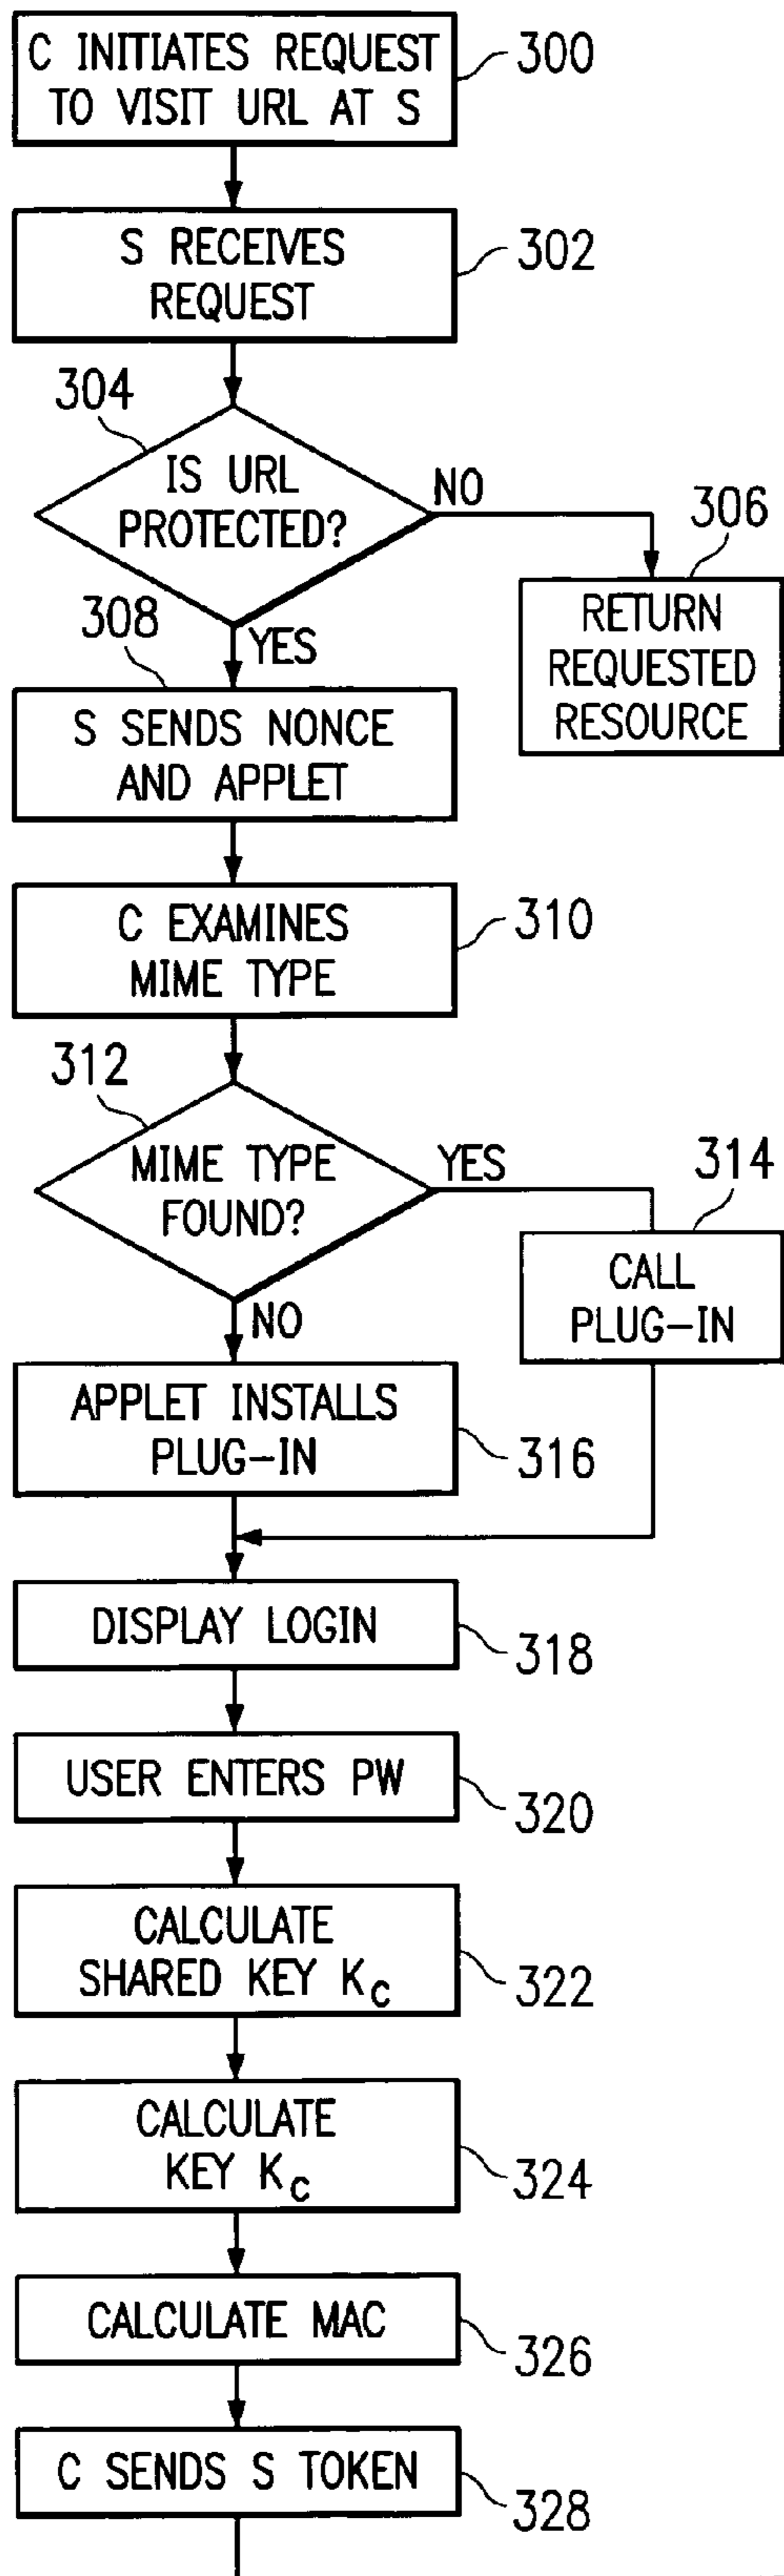 C INITIATES REQUEST
TO VISIT URL AT S
300
S RECEIVES
REQUEST
302
304
IS URL
PROTECTED?
NO
306
RETURN
REQUESTED
RESOURCE
308
YES
S SENDS NONCE
AND APPLET
C EXAMINES
MIME TYPE
310
312
MIME TYPE
FOUND?
YES
314
CALL
PLUG-IN
NO
APPLET INSTALLS
PLUG-IN
316
DISPLAY LOGIN
318
USER ENTERS PW
320
CALCULATE
SHARED KEY KC
322
CALCULATE
KEY KC
324
CALCULATE MAC
326
C SENDS S TOKEN
328